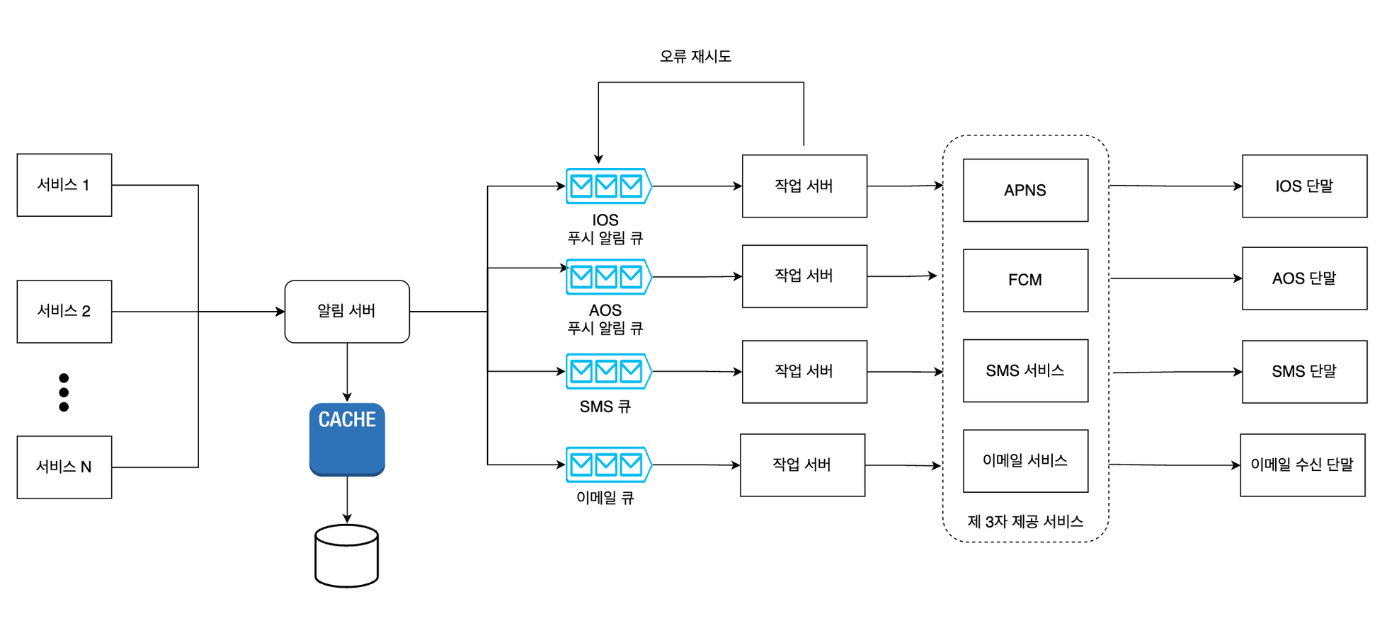 오류 재시도
서비스 1
작업 서버
APNS
IOS 단말
IOS
푸시 알림 큐
서비스 2
알림 서버
작업 서버
FCM
AOS 단말
AOS
푸시 알림 큐
작업 서버
SMS 서비스
SMS 단말
SMS 큐
CACHE
서비스 N
작업 서버
이메일 서비스
이메일 수신 단말
이메일 큐
제 3자 제공 서비스